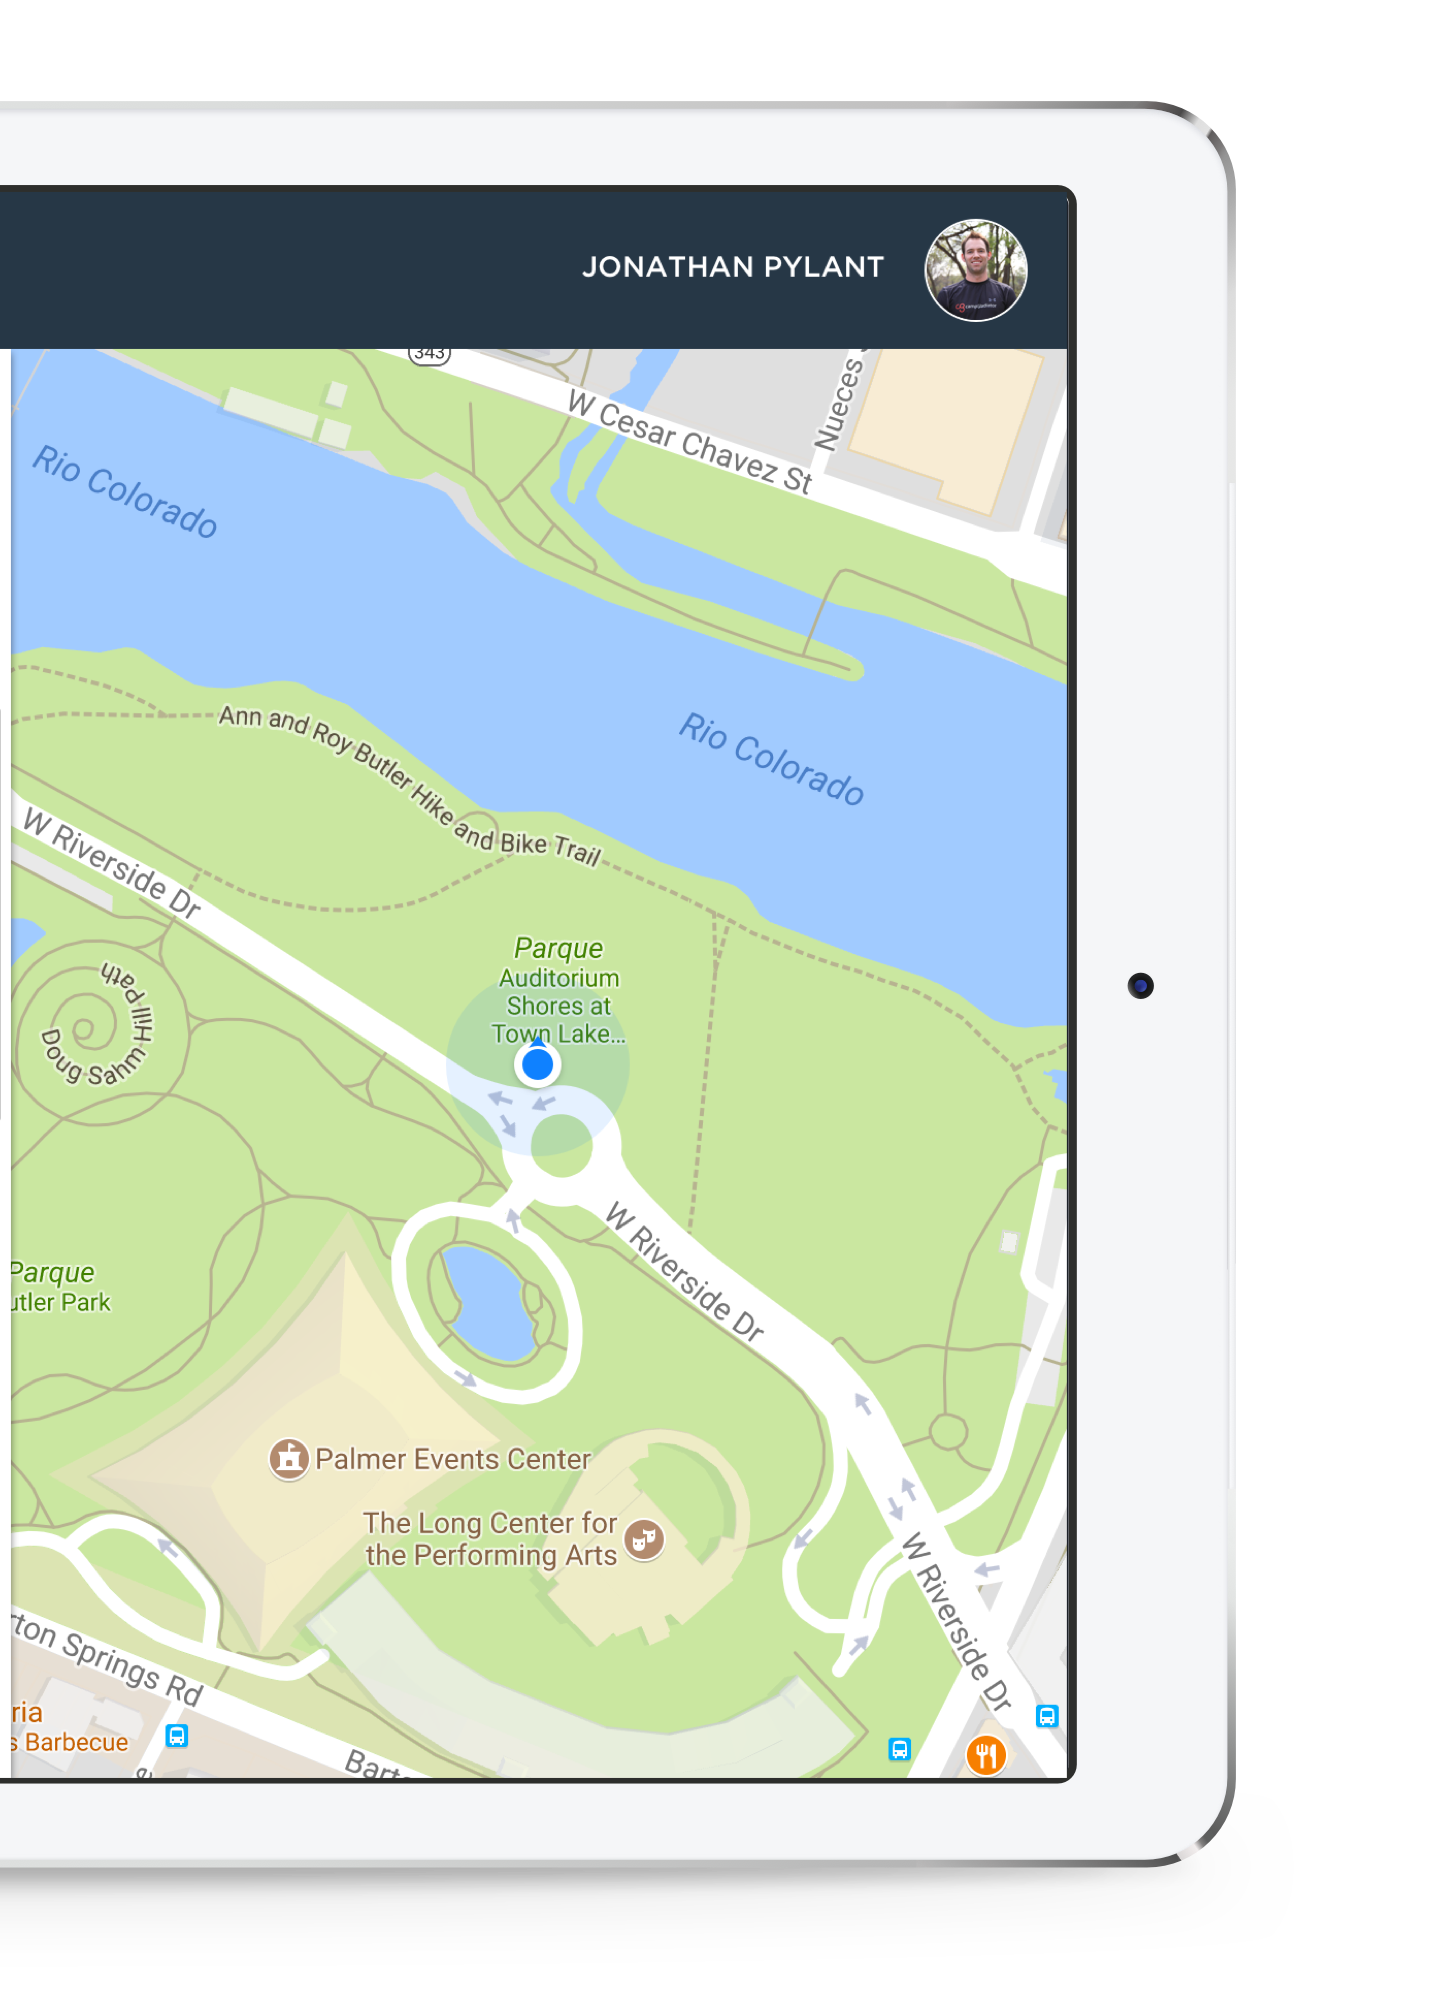 JONATHAN PYLANT
343
W Cesar Chavez St
Nueces
Rio Colorado
Rio Colorado
Ann and Roy Butler Hike and Bike Trail
W Riverside Dr
Parque
Auditorium
Shores at
Town Lake...
Doug Sahm Hill Path
W Riverside Dr
Parque
utler Park
Palmer Events Center
The Long Center for
the Performing Arts
W Riverside Dr
rton Springs Rd
ria
s Barbecue
Barto